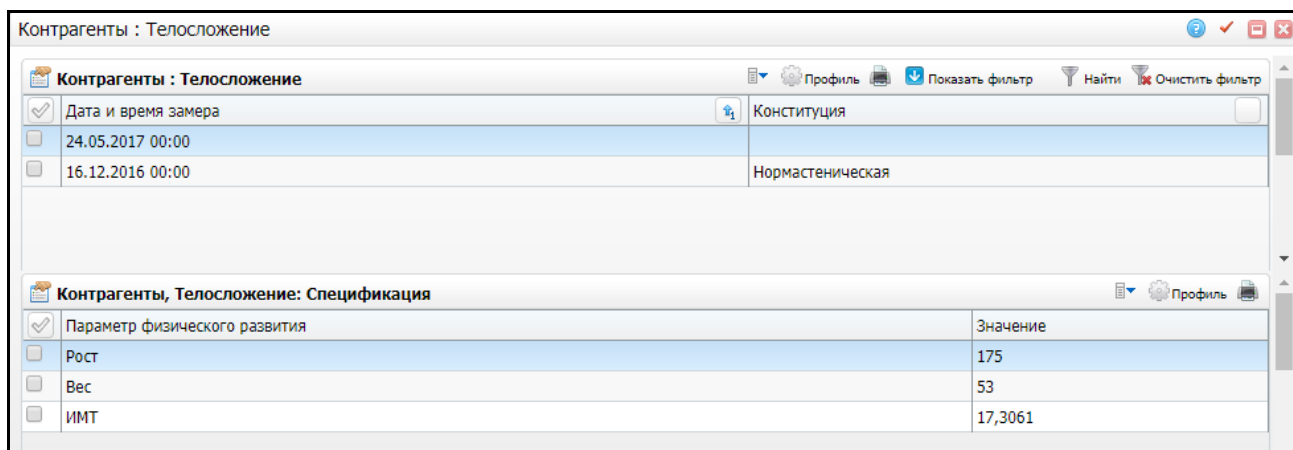 Контрагенты : Телосложение
Контрагенты : Телосложение Профиль Показать фильтр Найти Очистить фильтр
Дата и время замера 1 Конституция
24.05.2017 00:00
16.12.2016 00:00 Нормастеническая
Контрагенты, Телосложение: Спецификация Профиль
Параметр физического развития Значение
Рост 175
Вес 53
ИМТ 17,3061